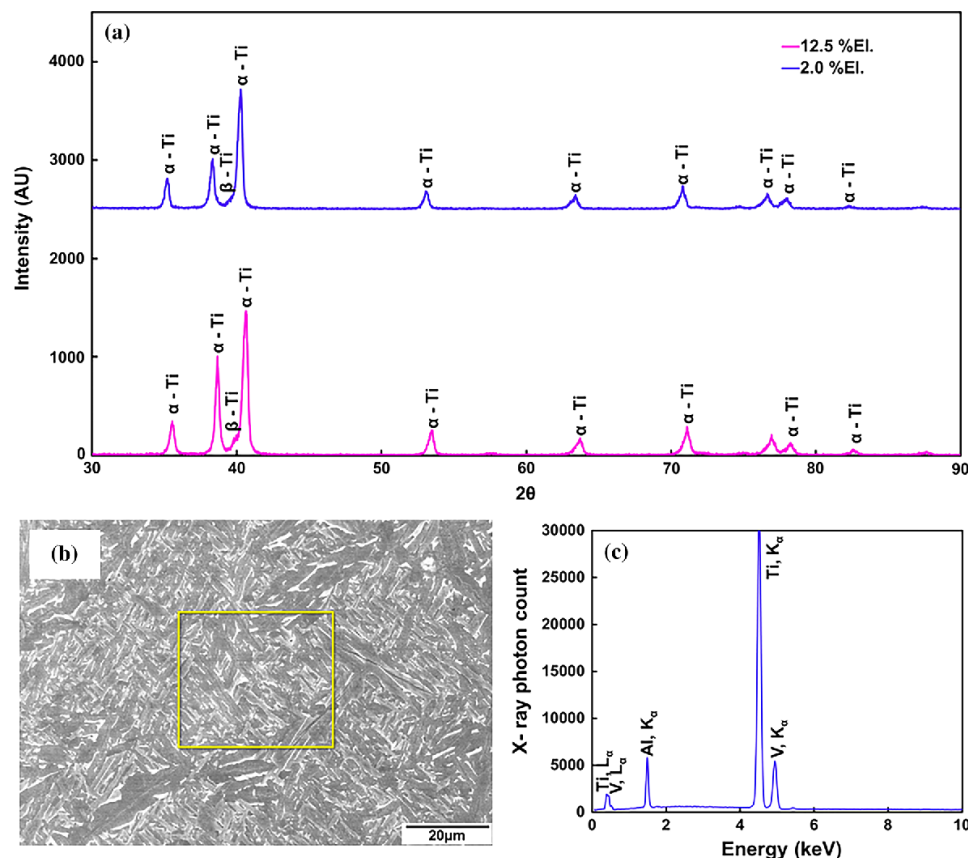 (a)
12.5 %El.
2.0 %El.
4000
3000
2000
1000
0
Intensity (AU)
α - Ti
α - Ti
β - Ti
α - Ti
α - Ti
α - Ti
α - Ti
α - Ti
α - Ti
α - Ti
α - Ti
α - Ti
β - Ti
α - Ti
α - Ti
α - Ti
α - Ti
α - Ti
α - Ti
30 40 50 60 70 80 90
2θ
(b)
20μm
(c)
30000
25000
20000
15000
10000
5000
0
X- ray photon count
Ti, Lα
V, Lα
Al, Kα
Ti, Kα
V, Kα
0 2 4 6 8 10
Energy (keV)